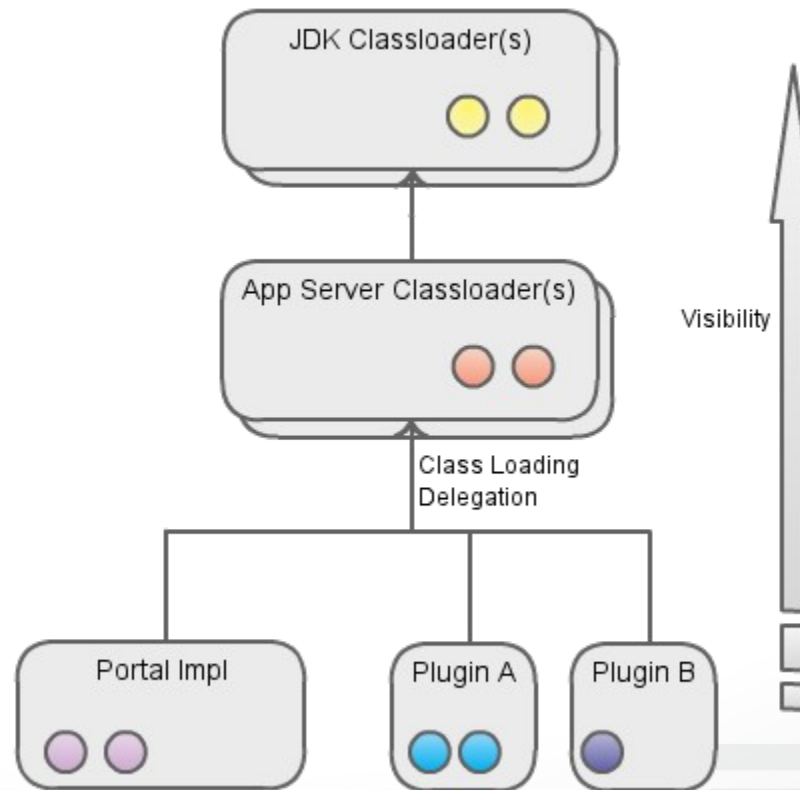 JDK Classloader(s)
App Server Classloader(s)
Visibility
Class Loading
Delegation
Portal Impl
Plugin A
Plugin B